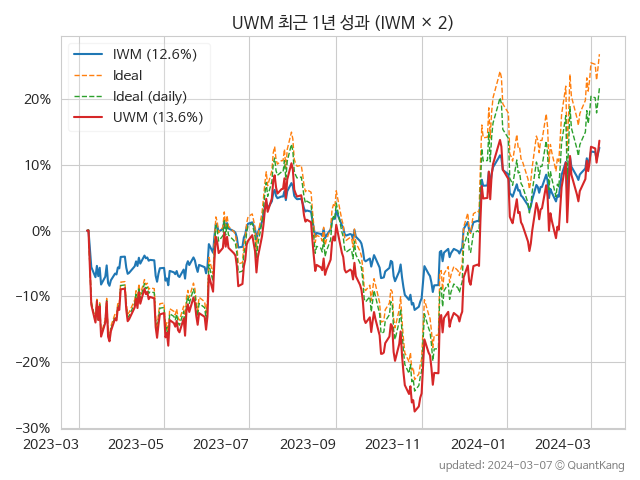 UWM 최근 1년 성과 (IWM × 2)
IWM (12.6%)
Ideal
Ideal (daily)
UWM (13.6%)
20%
10%
0%
−10%
−20%
−30%
2023-03 2023-05 2023-07 2023-09 2023-11 2024-01 2024-03
updated: 2024-03-07 © QuantKang